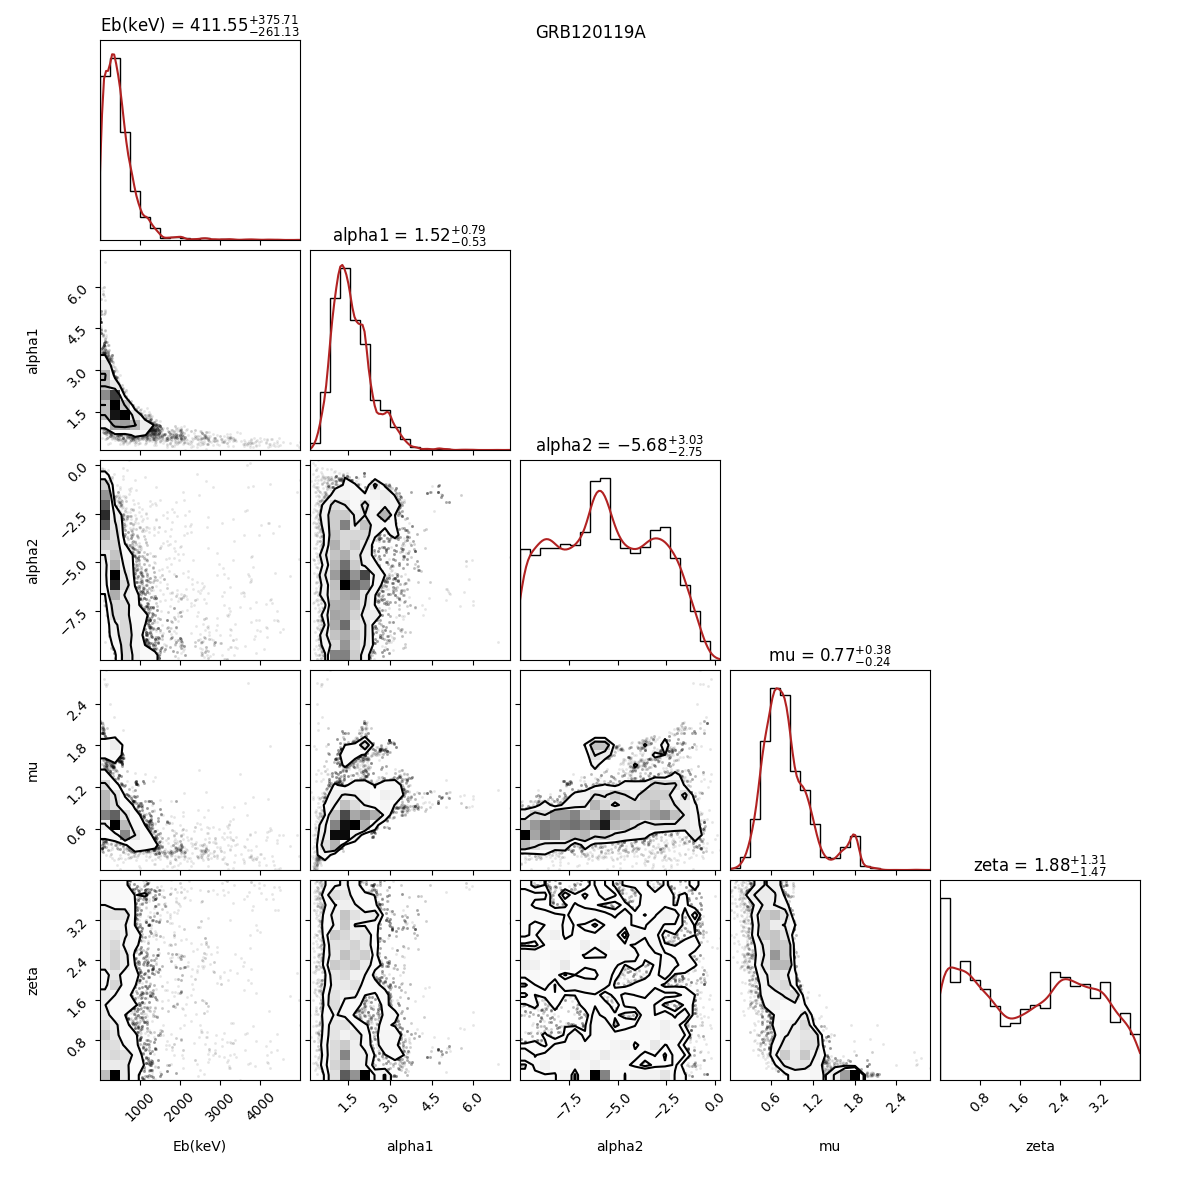 Eb(keV) = 411.55+375.71−261.13
GRB120119A
alpha1 = 1.52+0.79−0.53
alpha1
6.0
4.5
3.0
1.5
alpha2 = −5.68+3.03−2.75
alpha2
0.0
−2.5
−5.0
−7.5
mu = 0.77+0.38−0.24
mu
2.4
1.8
1.2
0.6
zeta = 1.88+1.31−1.47
zeta
3.2
2.4
1.6
0.8
1000 2000 3000 4000
1.5 3.0 4.5 6.0
−7.5 −5.0 −2.5 0.0
0.6 1.2 1.8 2.4
0.8 1.6 2.4 3.2
Eb(keV) alpha1 alpha2 mu zeta